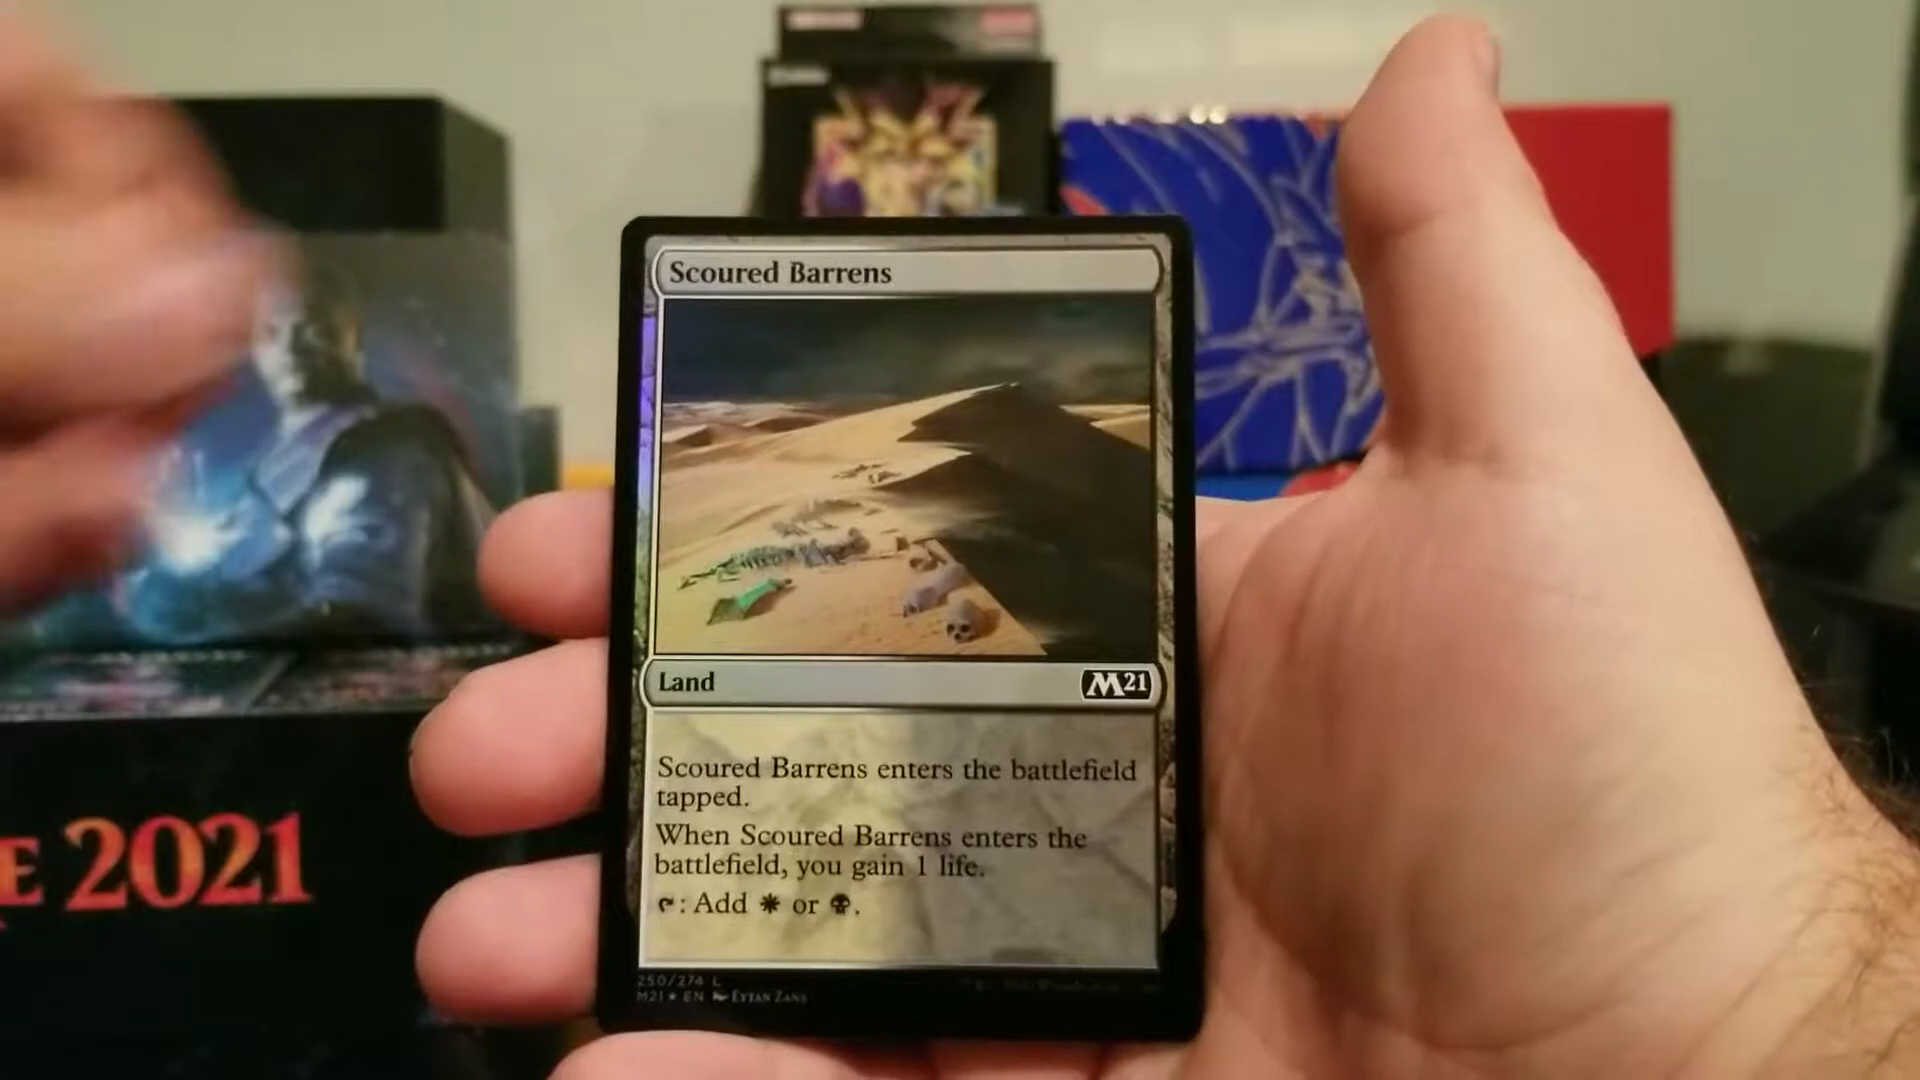 Scoured Barrens
Land
M21
Scoured Barrens enters the battlefield
tapped.
When Scoured Barrens enters the
battlefield, you gain 1 life.
: Add or .
250/274 L
M21 ★ EN Eytan Zana
E 2021